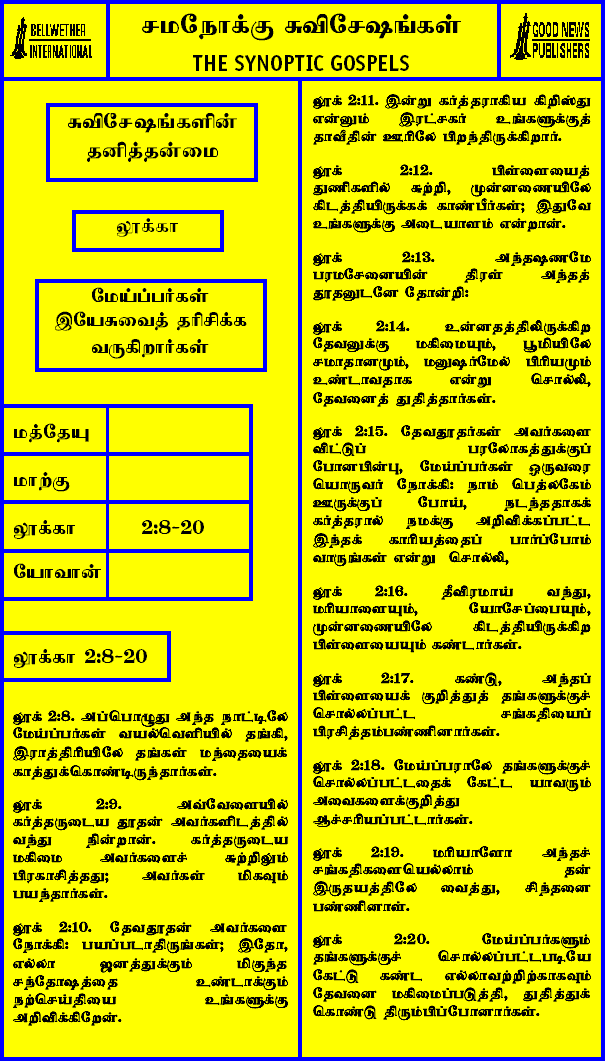 BELLWETHER
INTERNATIONAL
சமநோக்கு சுவிசேஷங்கள்
THE SYNOPTIC GOSPELS
GOOD NEWS
PUBLISHERS
சுவிசேஷங்களின்
தனித்தன்மை
லூக்கா
மேய்ப்பர்கள்
இயேசுவைத் தரிசிக்க
வருகிறார்கள்
மத்தேயு
மாற்கு
லூக்கா 2:8-20
யோவான்
லூக்கா 2:8-20
லூக் 2:8. அப்பொழுது அந்த நாட்டிலே
மேய்ப்பர்கள் வயல்வெளியில் தங்கி,
இராத்திரியிலே தங்கள் மந்தையைக்
காத்துக்கொண்டிருந்தார்கள்.
லூக் 2:9. அவ்வேளையில்
கர்த்தருடைய தூதன் அவர்களிடத்தில்
வந்து நின்றான். கர்த்தருடைய
மகிமை அவர்களைச் சுற்றிலும்
பிரகாசித்தது; அவர்கள் மிகவும்
பயந்தார்கள்.
லூக் 2:10. தேவதூதன் அவர்களை
நோக்கி: பயப்படாதிருங்கள்; இதோ,
எல்லா ஜனத்துக்கும் மிகுந்த
சந்தோஷத்தை உண்டாக்கும்
நற்செய்தியை உங்களுக்கு
அறிவிக்கிறேன்.
லூக் 2:11. இன்று கர்த்தராகிய கிறிஸ்து
என்னும் இரட்சகர் உங்களுக்குத்
தாவீதின் ஊரிலே பிறந்திருக்கிறார்.
லூக் 2:12. பிள்ளையைத்
துணிகளில் சுற்றி, முன்னணையிலே
கிடத்தியிருக்கக் காண்பீர்கள்; இதுவே
உங்களுக்கு அடையாளம் என்றான்.
லூக் 2:13. அந்தஷணமே
பரமசேனையின் திரள் அந்தத்
தூதனுடனே தோன்றி:
லூக் 2:14. உன்னதத்திலிருக்கிற
தேவனுக்கு மகிமையும், பூமியிலே
சமாதானமும், மனுஷர்மேல் பிரியமும்
உண்டாவதாக என்று சொல்லி,
தேவனைத் துதித்தார்கள்.
லூக் 2:15. தேவதூதர்கள் அவர்களை
விட்டுப் பரலோகத்துக்குப்
போனபின்பு, மேய்ப்பர்கள் ஒருவரை
யொருவர் நோக்கி: நாம் பெத்லகேம்
ஊருக்குப் போய், நடந்ததாகக்
கர்த்தரால் நமக்கு அறிவிக்கப்பட்ட
இந்தக் காரியத்தைப் பார்ப்போம்
வாருங்கள் என்று சொல்லி,
லூக் 2:16. தீவிரமாய் வந்து,
மரியாளையும், யோசேப்பையும்,
முன்னணையிலே கிடத்தியிருக்கிற
பிள்ளையையும் கண்டார்கள்.
லூக் 2:17. கண்டு, அந்தப்
பிள்ளையைக் குறித்துத் தங்களுக்குச்
சொல்லப்பட்ட சங்கதியைப்
பிரசித்தம்பண்ணினார்கள்.
லூக் 2:18. மேய்ப்பராலே தங்களுக்குச்
சொல்லப்பட்டதைக் கேட்ட யாவரும்
அவைகளைக்குறித்து
ஆச்சரியப்பட்டார்கள்.
லூக் 2:19. மரியாளோ அந்தச்
சங்கதிகளையெல்லாம் தன்
இருதயத்திலே வைத்து, சிந்தனை
பண்ணினாள்.
லூக் 2:20. மேய்ப்பர்களும்
தங்களுக்குச் சொல்லப்பட்டபடியே
கேட்டு கண்ட எல்லாவற்றிற்காகவும்
தேவனை மகிமைப்படுத்தி, துதித்துக்
கொண்டு திரும்பிப்போனார்கள்.